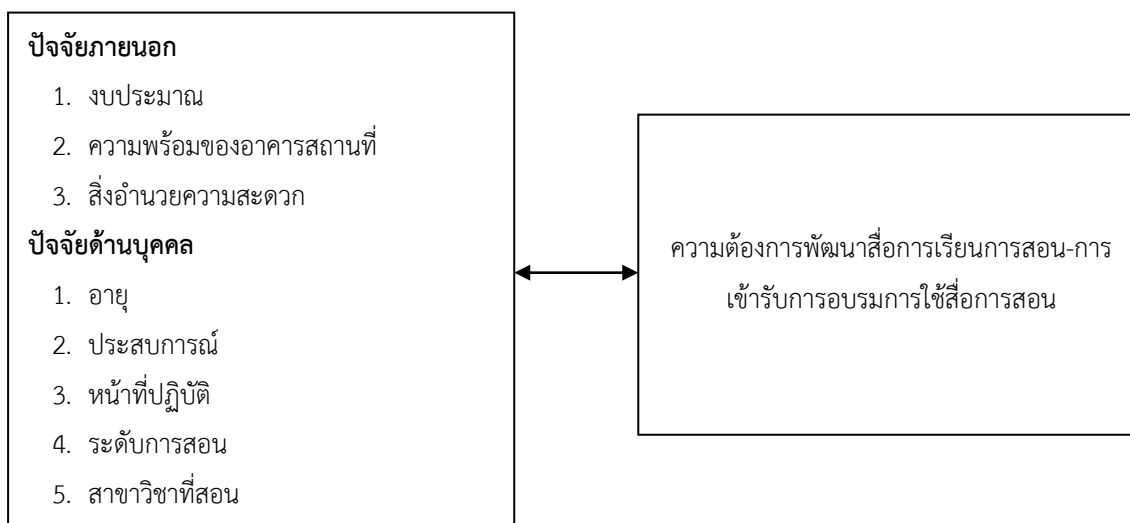 ปัจจัยภายนอก
1. งบประมาณ
2. ความพร้อมของอาคารสถานที่
3. สิ่งอำนวยความสะดวก
ปัจจัยด้านบุคคล
1. อายุ
2. ประสบการณ์
3. หน้าที่ปฏิบัติ
4. ระดับการสอน
5. สาขาวิชาที่สอน
ความต้องการพัฒนาสื่อการเรียนการสอน-การ
เข้ารับการอบรมการใช้สื่อการสอน